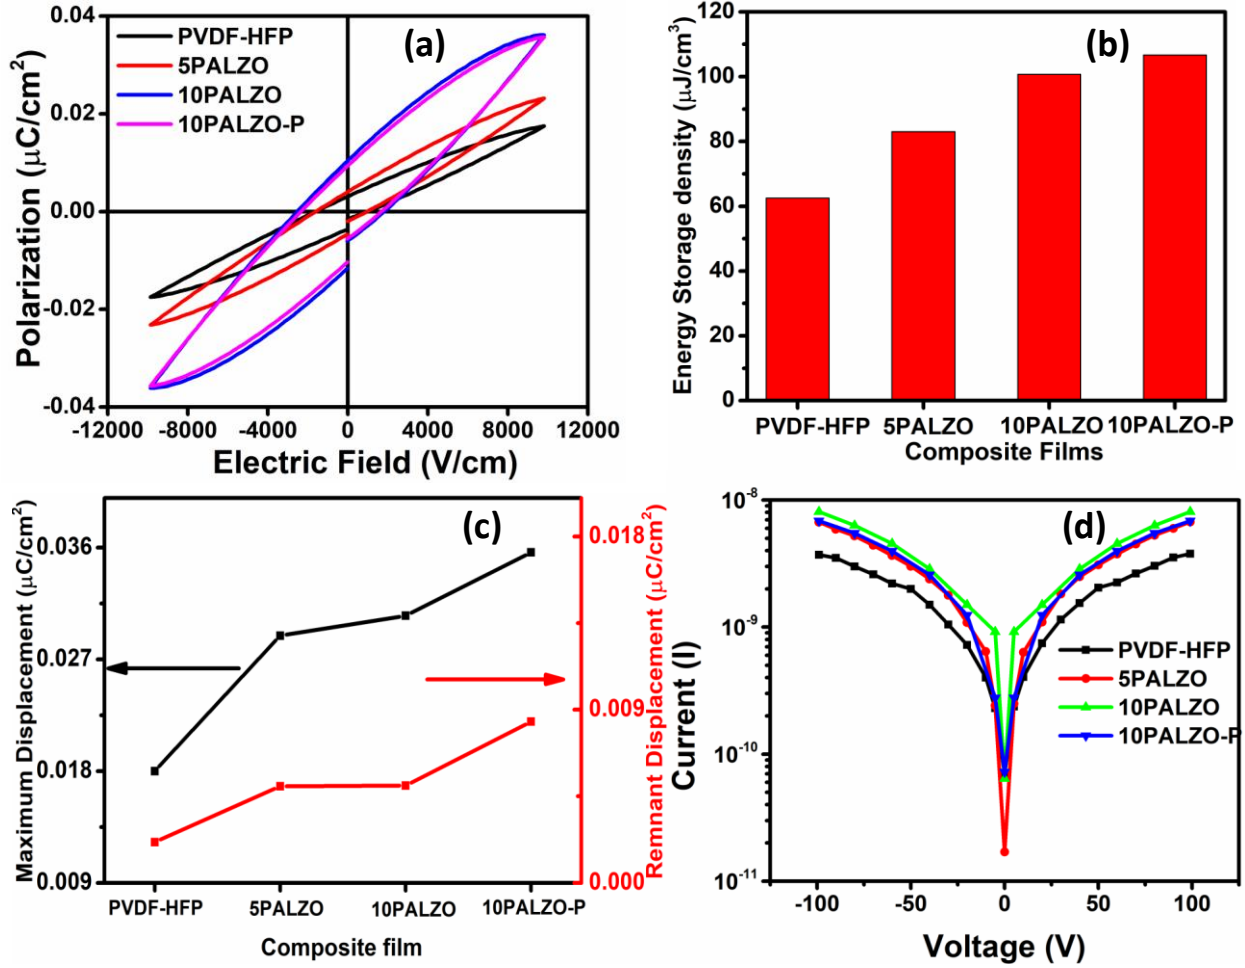 (a)
PVDF-HFP
5PALZO
10PALZO
10PALZO-P
0.04
0.02
0.00
-0.02
-0.04
-12000 -8000 -4000 0 4000 8000 12000
Polarization (μC/cm²)
Electric Field (V/cm)
(b)
120
100
80
60
40
20
0
Energy Storage density (μJ/cm³)
PVDF-HFP 5PALZO 10PALZO 10PALZO-P
Composite Films
(c)
0.036
0.027
0.018
0.009
Maximum Displacement (μC/cm²)
0.018
0.009
0.000
Remnant Displacement (μC/cm²)
PVDF-HFP 5PALZO 10PALZO 10PALZO-P
Composite film
(d)
10⁻⁸
10⁻⁹
10⁻¹⁰
10⁻¹¹
Current (I)
PVDF-HFP
5PALZO
10PALZO
10PALZO-P
-100 -50 0 50 100
Voltage (V)